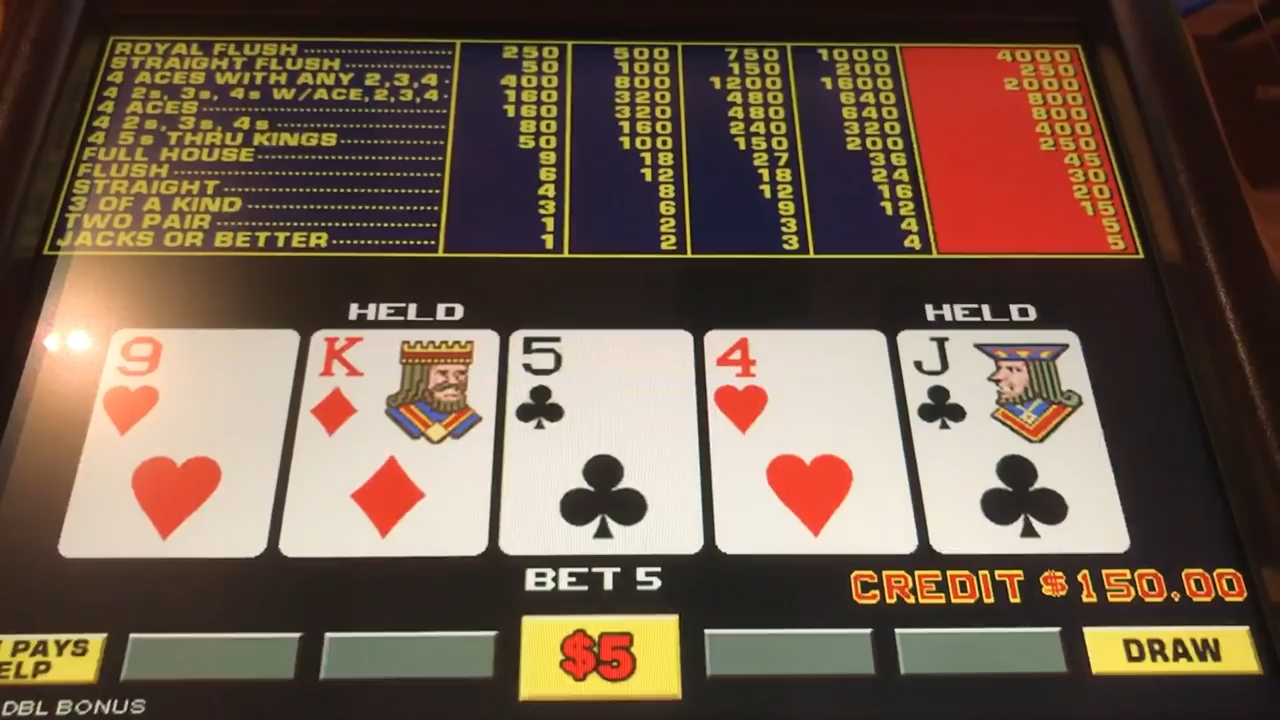 ROYAL FLUSH 250 500 750 1000 4000
STRAIGHT FLUSH 50 100 150 200 250
4 ACES WITH ANY 2,3,4 400 800 1200 1600 2000
4 2s, 3s, 4s W/ACE,2,3,4 160 320 480 640 800
4 ACES 160 320 480 640 800
4 2s, 3s, 4s 80 160 240 320 400
4 5s THRU KINGS 50 100 150 200 250
FULL HOUSE 9 18 27 36 45
FLUSH 6 12 18 24 30
STRAIGHT 4 8 12 16 20
3 OF A KIND 3 6 9 12 15
TWO PAIR 1 2 3 4 5
JACKS OR BETTER 1 2 3 4 5
HELD HELD
9 K 5 4 J
BET 5 CREDIT $150.00
PAYS $5 DRAW
ELP
DBL BONUS